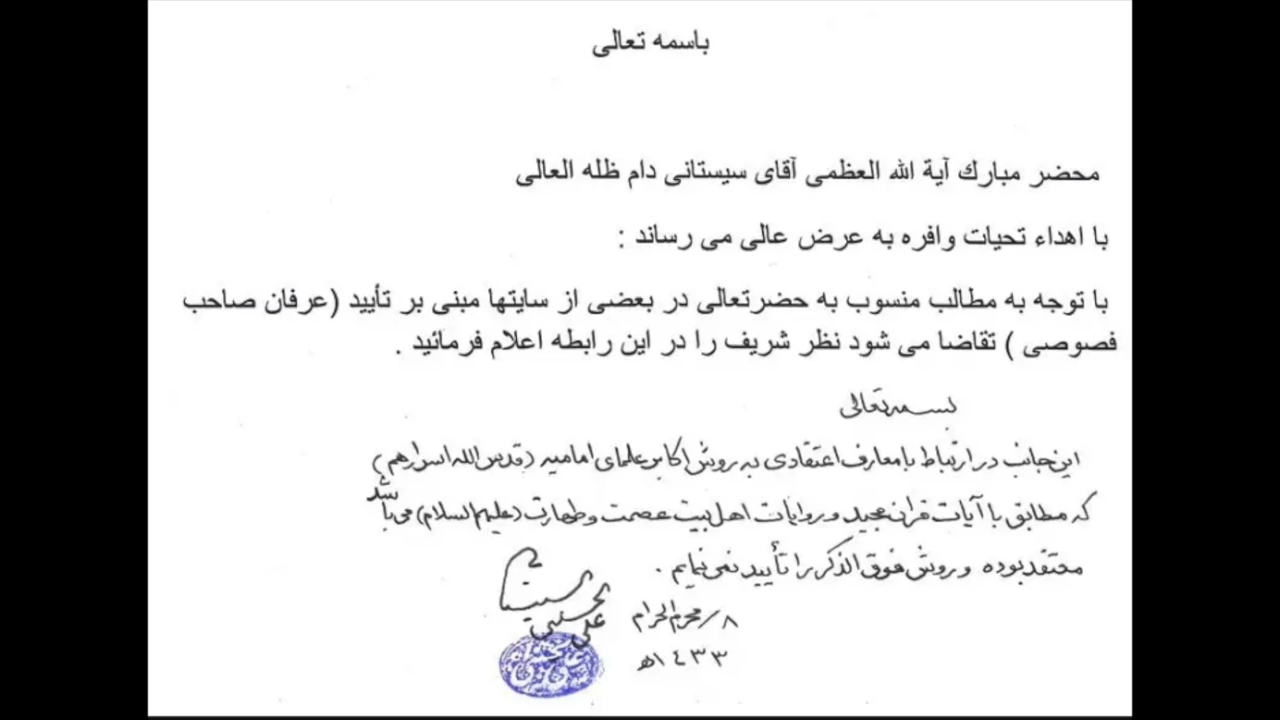 باسمه تعالی
محضر مبارك آیة الله العظمی آقای سیستانی دام ظله العالی
با اهداء تحیات وافره به عرض عالی می رساند :
با توجه به مطالب منسوب به حضرتعالی در بعضی از سایتها مبنی بر تأیید (عرفان صاحب
فصوصی ) تقاضا می شود نظر شریف را در این رابطه اعلام فرمائید .
بسمه تعالی
این جانب در ارتباط با معارف اعتقادی به روش اکابر علمای امامیه (قدس الله اسرارهم)
که مطابق با آیات قرآن مجید و روایات اهل بیت عصمت و طهارت (علیهم السلام) می باشد
معتقد بوده و روش فوق الذکر را تأیید نمی نمایم .
۸/ محرم الحرام
۱٤۳۳هـ
علی الحسینی السیستانی